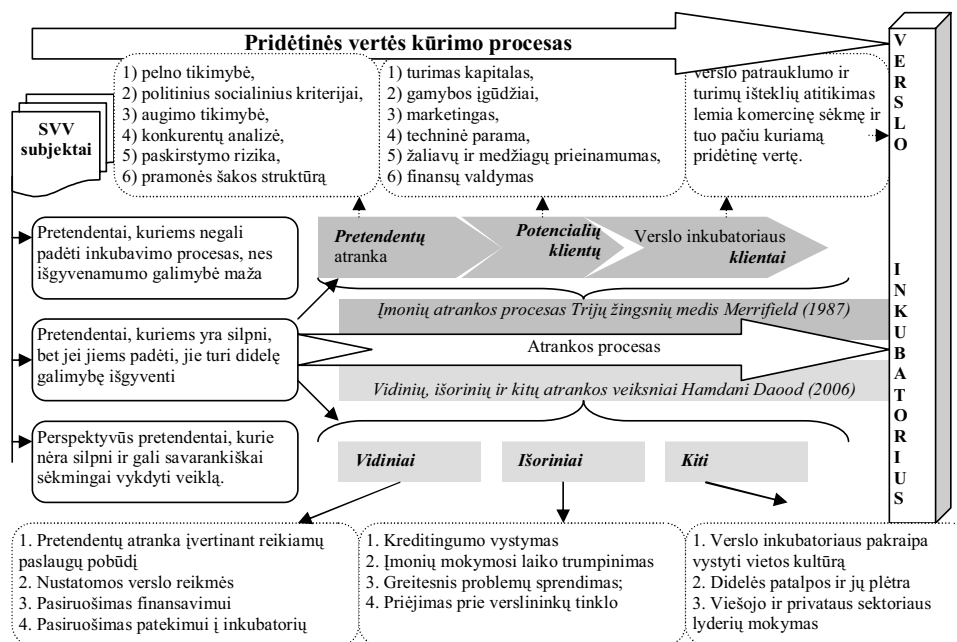 Pridėtinės vertės kūrimo procesas
SVV
subjektai
1) pelno tikimybė,
2) politinius socialinius kriterijai,
3) augimo tikimybė,
4) konkurentų analizė,
5) paskirstymo rizika,
6) pramonės šakos struktūrą
1) turimas kapitalas,
2) gamybos įgūdžiai,
3) marketingas,
4) techninė parama,
5) žaliavų ir medžiagų prieinamumas,
6) finansų valdymas
verslo patrauklumo ir
turimų išteklių atitikimas
lemia komercinę sėkmę ir
tuo pačiu kuriamą
pridėtinę vertę.
VERSLO
INKUBATORIUS
Pretendentai, kuriems negali
padėti inkubavimo procesas, nes
išgyvenamumo galimybė maža
Pretendentų
atranka
Potencialių
klientų
Verslo inkubatoriaus
klientai
Įmonių atrankos procesas Trijų žingsnių medis Merrifield (1987)
Pretendentai, kuriems yra silpni,
bet jei jiems padėti, jie turi didelę
galimybę išgyventi
Atrankos procesas
Vidinių, išorinių ir kitų atrankos veiksniai Hamdani Daood (2006)
Perspektyvūs pretendentai, kurie
nėra silpni ir gali savarankiškai
sėkmingai vykdyti veiklą.
Vidiniai
Išoriniai
Kiti
1. Pretendentų atranka įvertinant reikiamų
paslaugų pobūdį
2. Nustatomos verslo reikmės
3. Pasiruošimas finansavimui
4. Pasiruošimas patekimui į inkubatorių
1. Kreditingumo vystymas
2. Įmonių mokymosi laiko trumpinimas
3. Greitesnis problemų sprendimas;
4. Priėjimas prie verslininkų tinklo
1. Verslo inkubatoriaus pakraipa
vystyti vietos kultūrą
2. Didelės patalpos ir jų plėtra
3. Viešojo ir privataus sektoriaus
lyderių mokymas